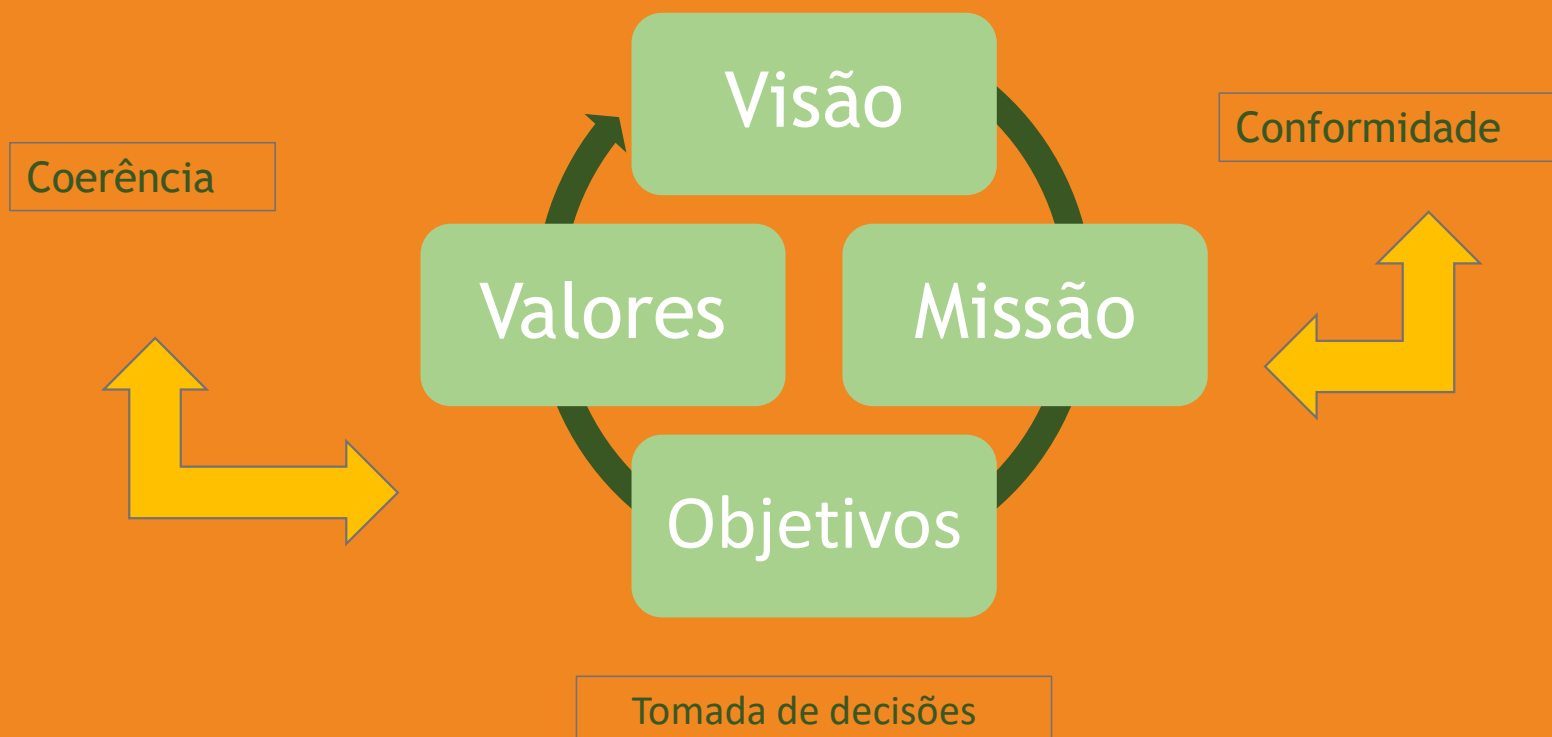 Visão
Conformidade
Coerência
Valores
Missão
Objetivos
Tomada de decisões